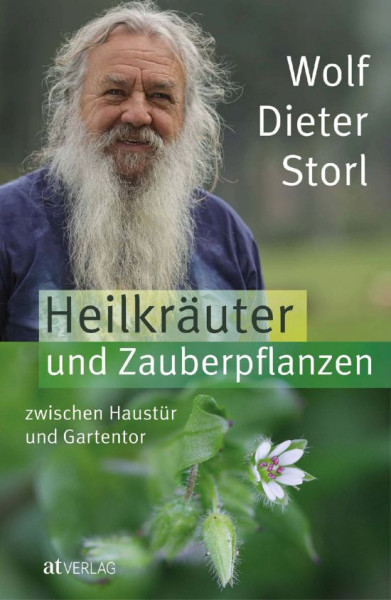 Wolf
Dieter
Storl
Heilkräuter
und Zauberpflanzen
zwischen Haustür
und Gartentor
at VERLAG